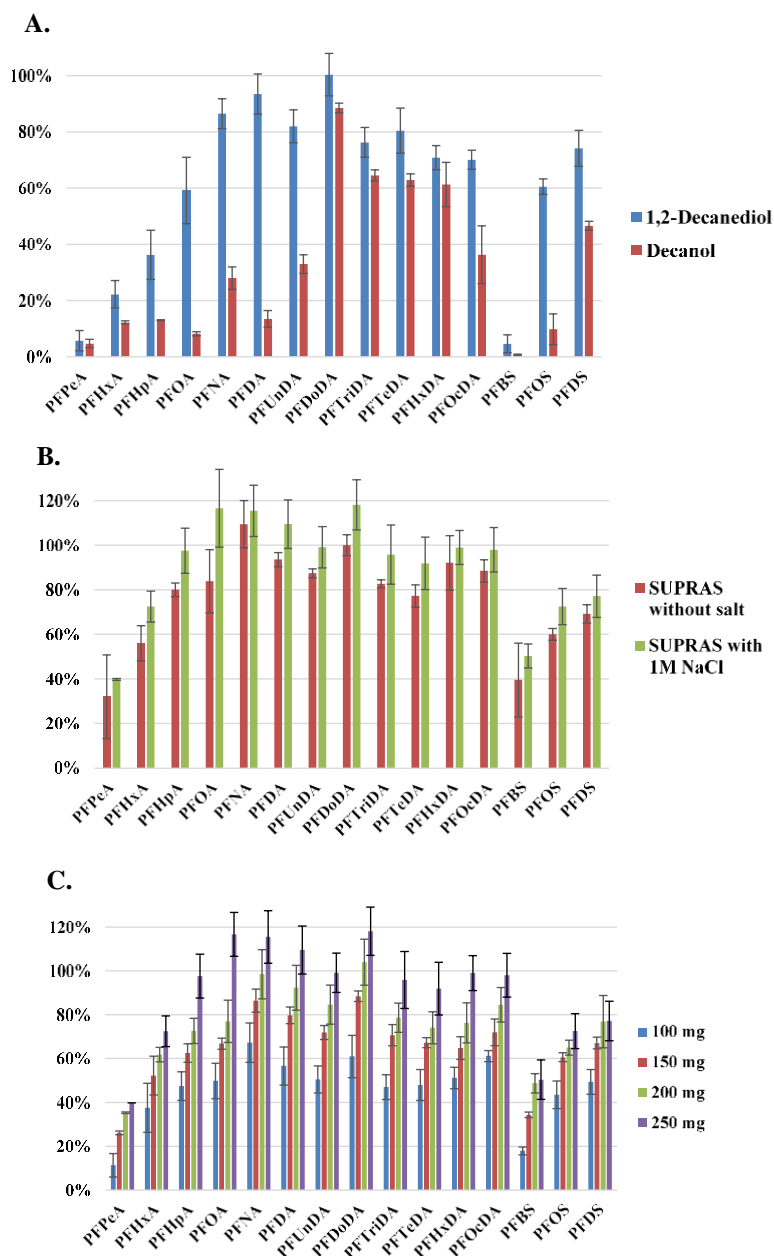 A.
100%
80%
60%
40%
20%
0%
PFPeA
PFHxA
PFHpA
PFOA
PFNA
PFDA
PFUnDA
PFDoDA
PFTriDA
PFTeDA
PFHxDA
PFOcDA
PFBS
PFOS
PFDS
1,2-Decanediol
Decanol
B.
120%
100%
80%
60%
40%
20%
0%
PFPeA
PFHxA
PFHpA
PFOA
PFNA
PFDA
PFUnDA
PFDoDA
PFTriDA
PFTeDA
PFHxDA
PFOcDA
PFBS
PFOS
PFDS
SUPRAS
without salt
SUPRAS with
1M NaCl
C.
120%
100%
80%
60%
40%
20%
0%
PFPeA
PFHxA
PFHpA
PFOA
PFNA
PFDA
PFUnDA
PFDoDA
PFTriDA
PFTeDA
PFHxDA
PFOcDA
PFBS
PFOS
PFDS
100 mg
150 mg
200 mg
250 mg